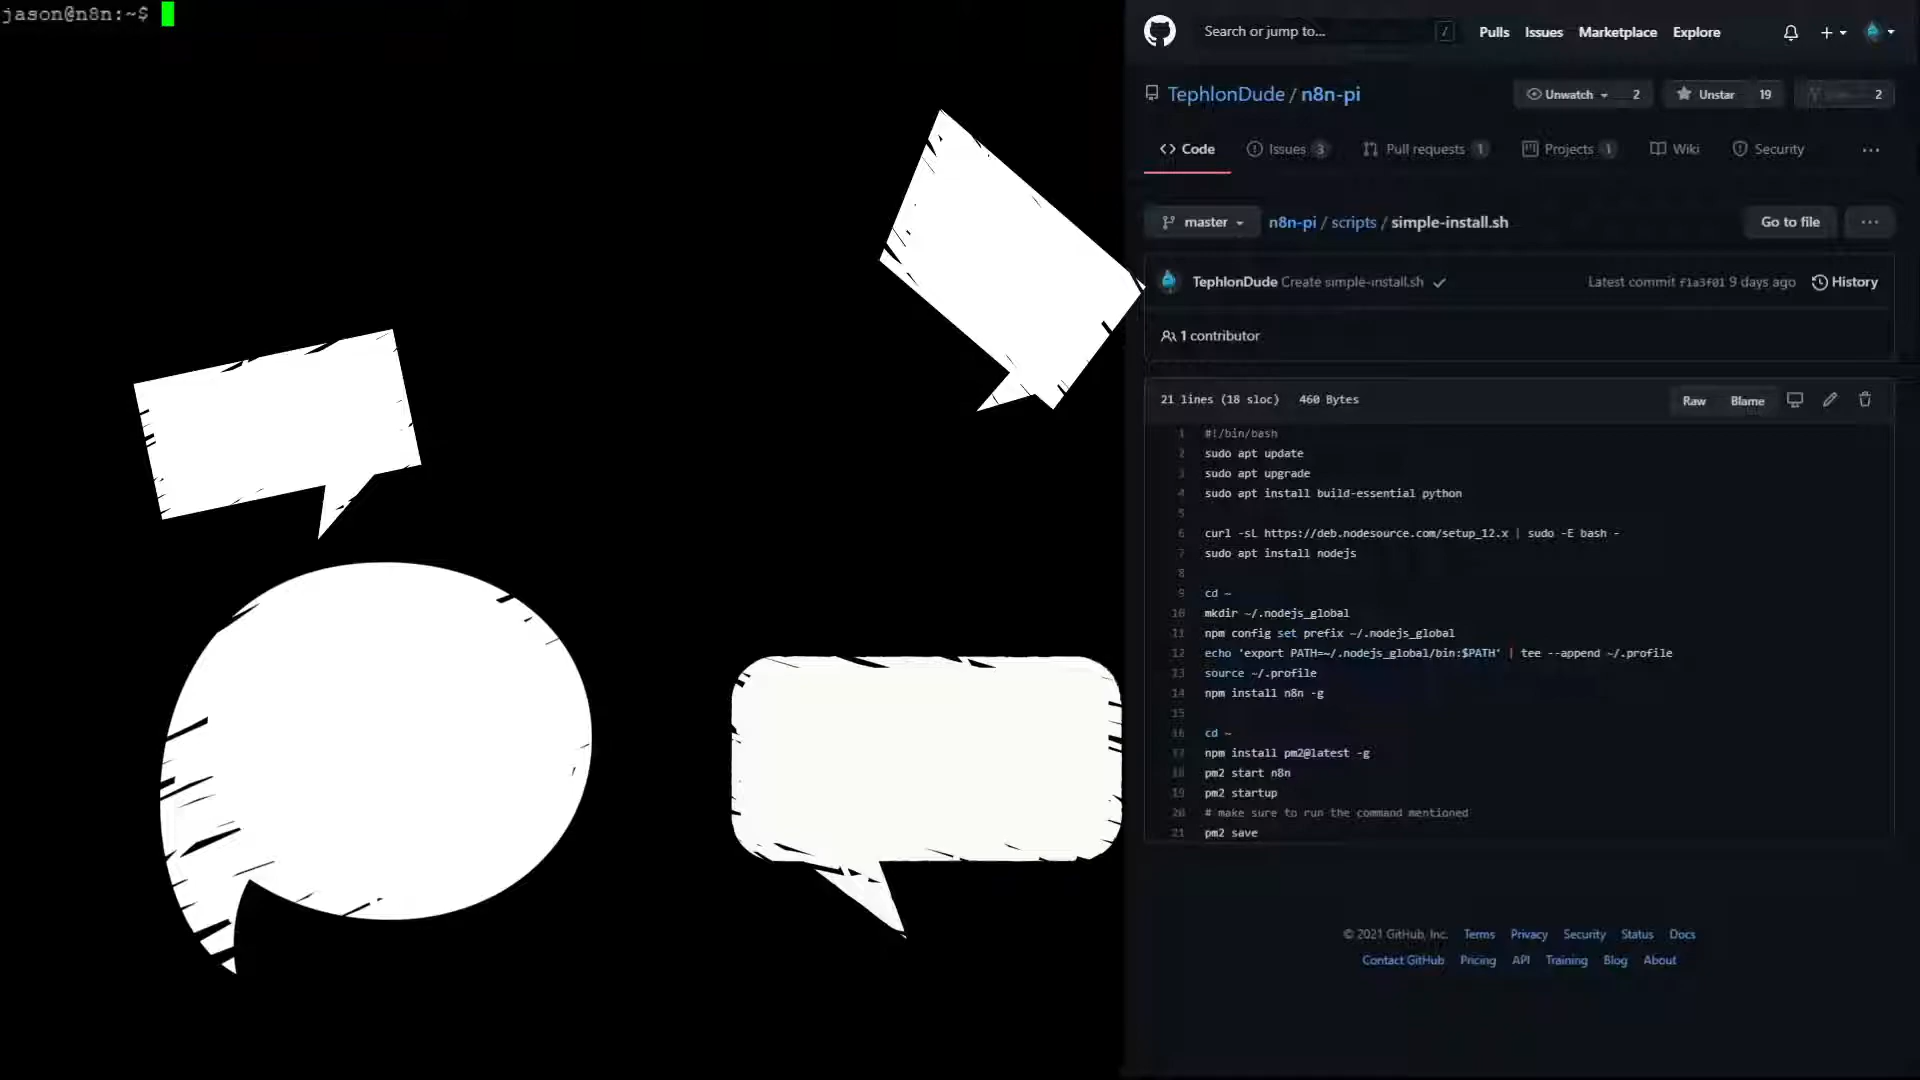 jason@n8n:~$
Search or jump to... /
Pulls Issues Marketplace Explore
TephlonDude / n8n-pi
Unwatch 2
Unstar 19
2
Code
Issues 3
Pull requests 1
Projects 1
Wiki
Security
master
n8n-pi / scripts / simple-install.sh
Go to file
TephlonDude Create simple-install.sh
Latest commit f1a3f01 9 days ago
History
1 contributor
21 lines (18 sloc) 460 Bytes
Raw Blame
1 #!/bin/bash
2 sudo apt update
3 sudo apt upgrade
4 sudo apt install build-essential python
5
6 curl -sL https://deb.nodesource.com/setup_12.x | sudo -E bash -
7 sudo apt install nodejs
8
9 cd ~
10 mkdir ~/.nodejs_global
11 npm config set prefix ~/.nodejs_global
12 echo 'export PATH=~/.nodejs_global/bin:$PATH' | tee --append ~/.profile
13 source ~/.profile
14 npm install n8n -g
15
16 cd ~
17 npm install pm2@latest -g
18 pm2 start n8n
19 pm2 startup
20 # make sure to run the command mentioned
21 pm2 save
© 2021 GitHub, Inc. Terms Privacy Security Status Docs
Contact GitHub Pricing API Training Blog About